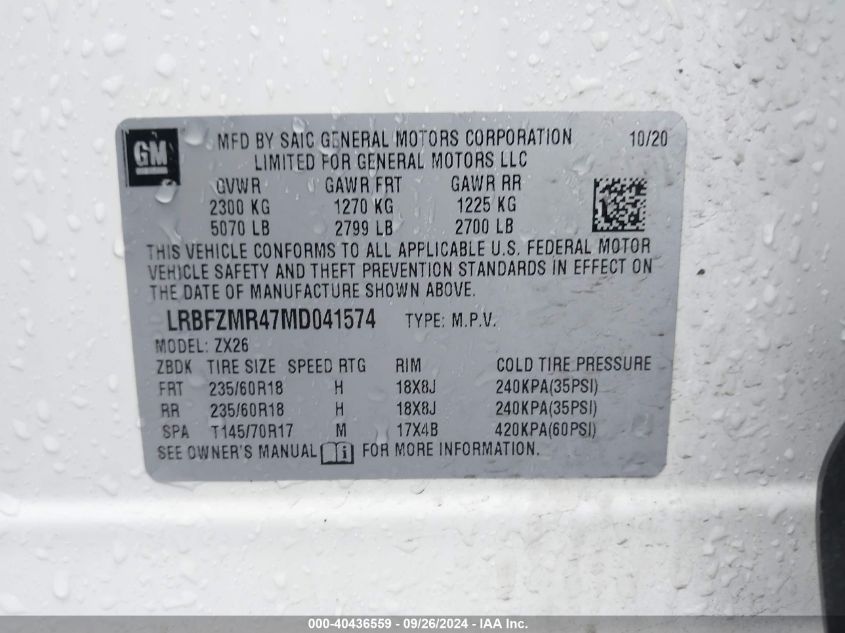 GM
MFD BY SAIC GENERAL MOTORS CORPORATION 10/20
LIMITED FOR GENERAL MOTORS LLC
GVWR GAWR FRT GAWR RR
2300 KG 1270 KG 1225 KG
5070 LB 2799 LB 2700 LB
THIS VEHICLE CONFORMS TO ALL APPLICABLE U.S. FEDERAL MOTOR
VEHICLE SAFETY AND THEFT PREVENTION STANDARDS IN EFFECT ON
THE DATE OF MANUFACTURE SHOWN ABOVE.
LRBFZMR47MD041574 TYPE: M.P.V.
MODEL: ZX26
ZBDK TIRE SIZE SPEED RTG RIM COLD TIRE PRESSURE
FRT 235/60R18 H 18X8J 240KPA(35PSI)
RR 235/60R18 H 18X8J 240KPA(35PSI)
SPA T145/70R17 M 17X4B 420KPA(60PSI)
SEE OWNER'S MANUAL i FOR MORE INFORMATION.
000-40436559 - 09/26/2024 - IAA Inc.